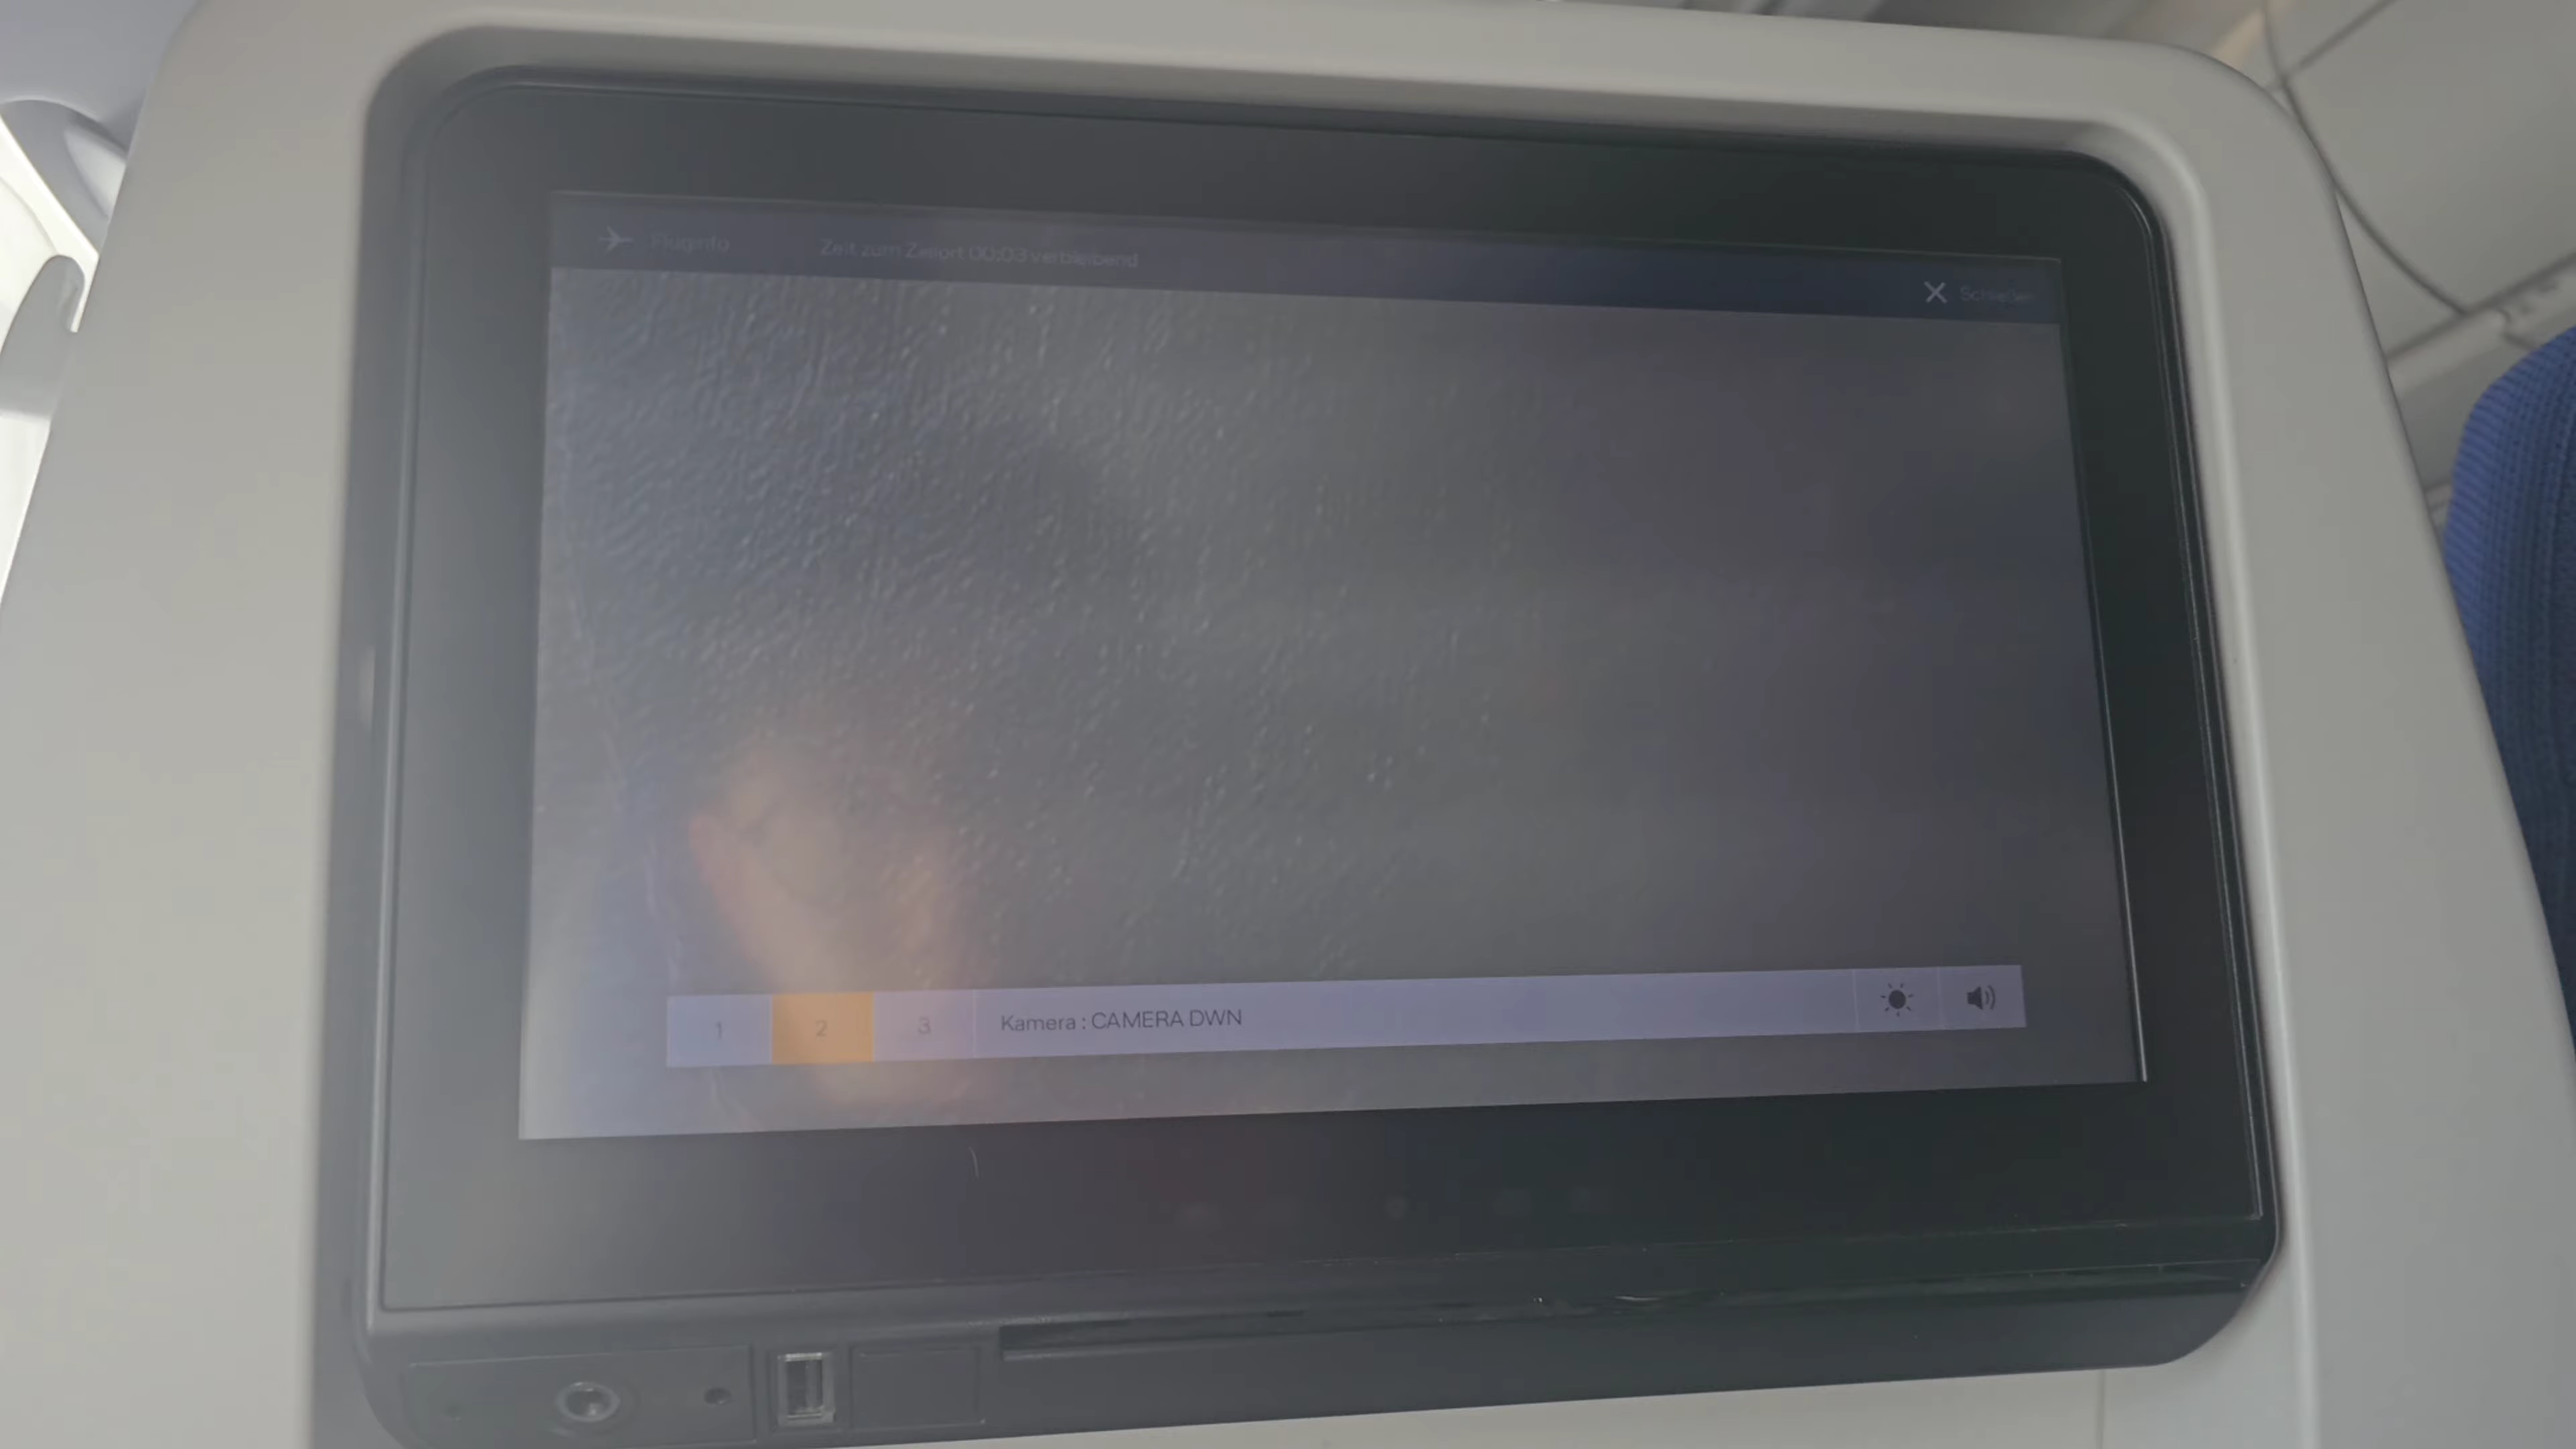 Fluginfo
Zeit zum Zielort 00:03 verbleibend
Schließen
1
2
3
Kamera : CAMERA DWN